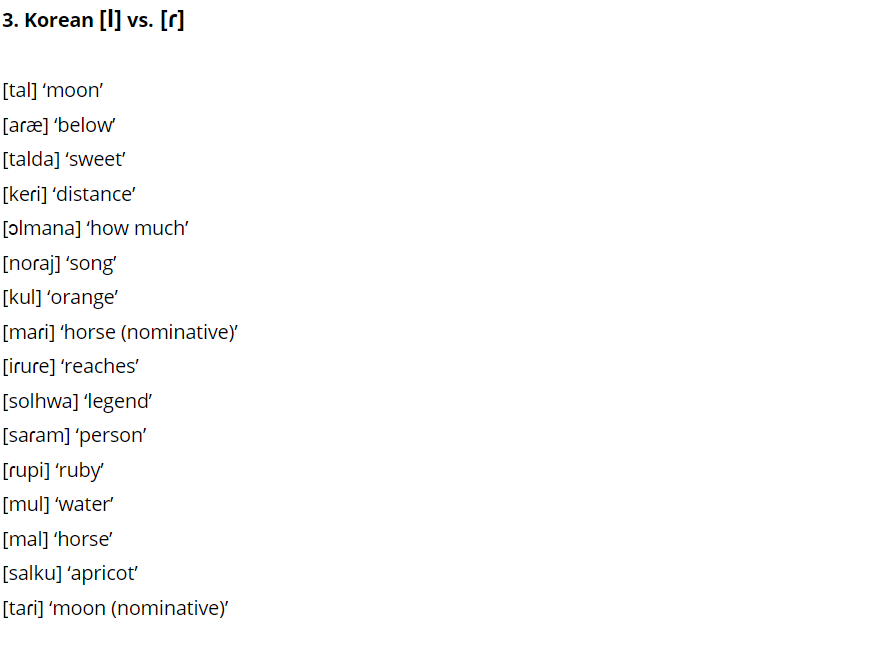 3. Korean [l] vs. [ɾ]
[tal] ‘moon’
[aɾæ] ‘below’
[talda] ‘sweet’
[keɾi] ‘distance’
[ɔlmana] ‘how much’
[noɾaj] ‘song’
[kul] ‘orange’
[maɾi] ‘horse (nominative)’
[iɾuɾe] ‘reaches’
[solhwa] ‘legend’
[saɾam] ‘person’
[ɾupi] ‘ruby’
[mul] ‘water’
[mal] ‘horse’
[salku] ‘apricot’
[taɾi] ‘moon (nominative)’